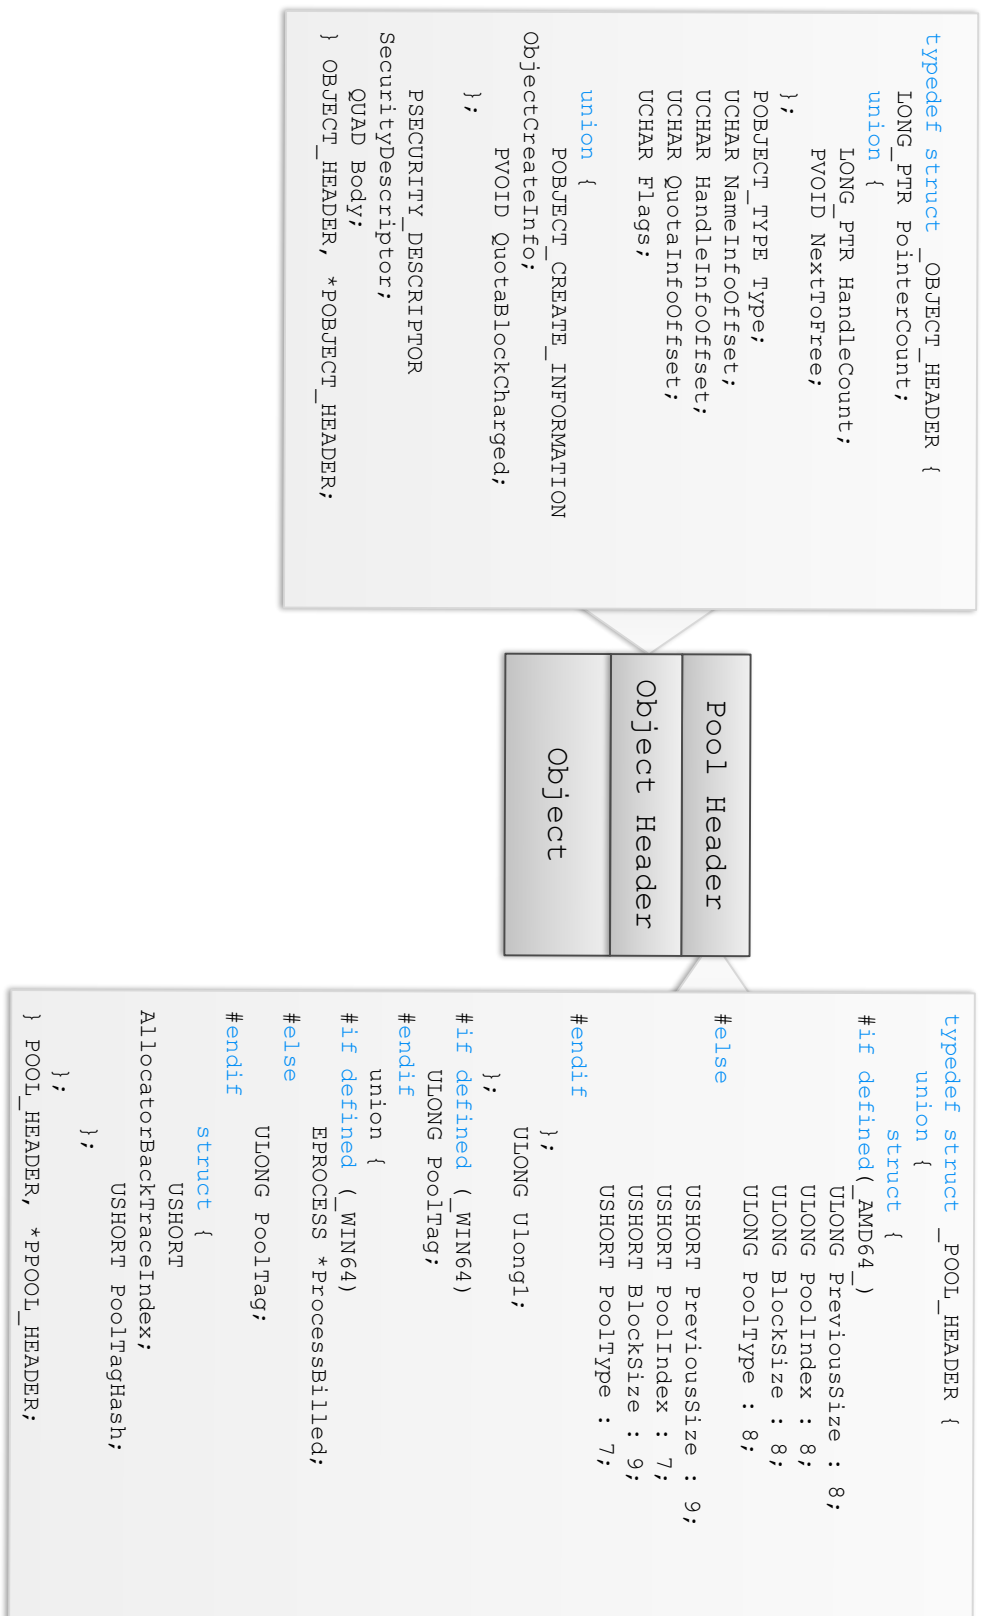 typedef struct _OBJECT_HEADER {
LONG_PTR PointerCount;
union {
LONG_PTR HandleCount;
PVOID NextToFree;
};
POBJECT_TYPE Type;
UCHAR NameInfoOffset;
UCHAR HandleInfoOffset;
UCHAR QuotaInfoOffset;
UCHAR Flags;
union {
POBJECT_CREATE_INFORMATION
ObjectCreateInfo;
PVOID QuotaBlockCharged;
};
PSECURITY_DESCRIPTOR
SecurityDescriptor;
QUAD Body;
} OBJECT_HEADER, *POBJECT_HEADER;
Pool Header
Object Header
Object
typedef struct _POOL_HEADER {
union {
struct {
#if defined(_AMD64_)
ULONG PreviousSize : 8;
ULONG PoolIndex : 8;
ULONG BlockSize : 8;
ULONG PoolType : 8;
#else
USHORT PreviousSize : 9;
USHORT PoolIndex : 7;
USHORT BlockSize : 9;
USHORT PoolType : 7;
#endif
};
ULONG Ulong1;
};
#if defined (_WIN64)
ULONG PoolTag;
#endif
union {
#if defined (_WIN64)
EPROCESS *ProcessBilled;
#else
ULONG PoolTag;
#endif
struct {
USHORT
AllocatorBackTraceIndex;
USHORT PoolTagHash;
};
};
} POOL_HEADER, *PPOOL_HEADER;